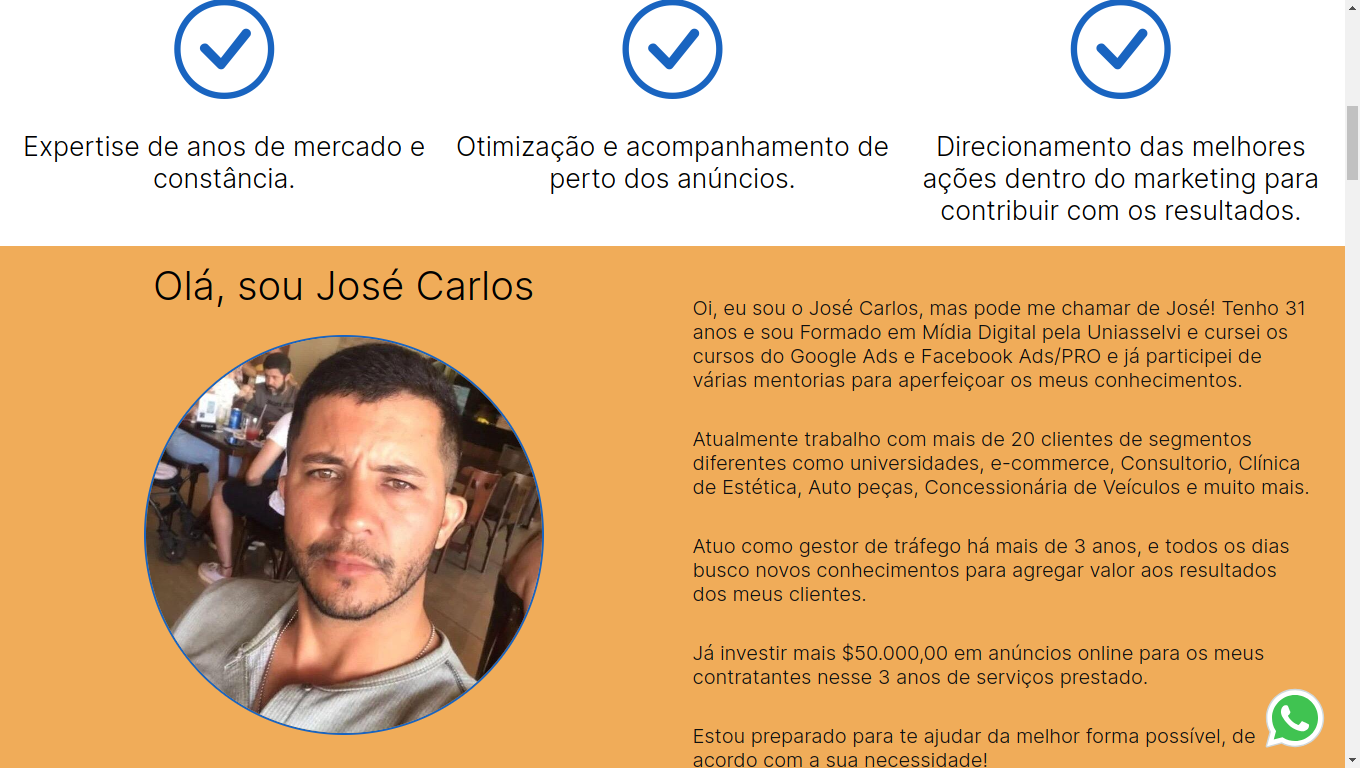 Expertise de anos de mercado e
constância.
Otimização e acompanhamento de
perto dos anúncios.
Direcionamento das melhores
ações dentro do marketing para
contribuir com os resultados.
Olá, sou José Carlos
Oi, eu sou o José Carlos, mas pode me chamar de José! Tenho 31
anos e sou Formado em Mídia Digital pela Uniasselvi e cursei os
cursos do Google Ads e Facebook Ads/PRO e já participei de
várias mentorias para aperfeiçoar os meus conhecimentos.
Atualmente trabalho com mais de 20 clientes de segmentos
diferentes como universidades, e-commerce, Consultorio, Clínica
de Estética, Auto peças, Concessionária de Veículos e muito mais.
Atuo como gestor de tráfego há mais de 3 anos, e todos os dias
busco novos conhecimentos para agregar valor aos resultados
dos meus clientes.
Já investir mais $50.000,00 em anúncios online para os meus
contratantes nesse 3 anos de serviços prestado.
Estou preparado para te ajudar da melhor forma possível, de
acordo com a sua necessidade!